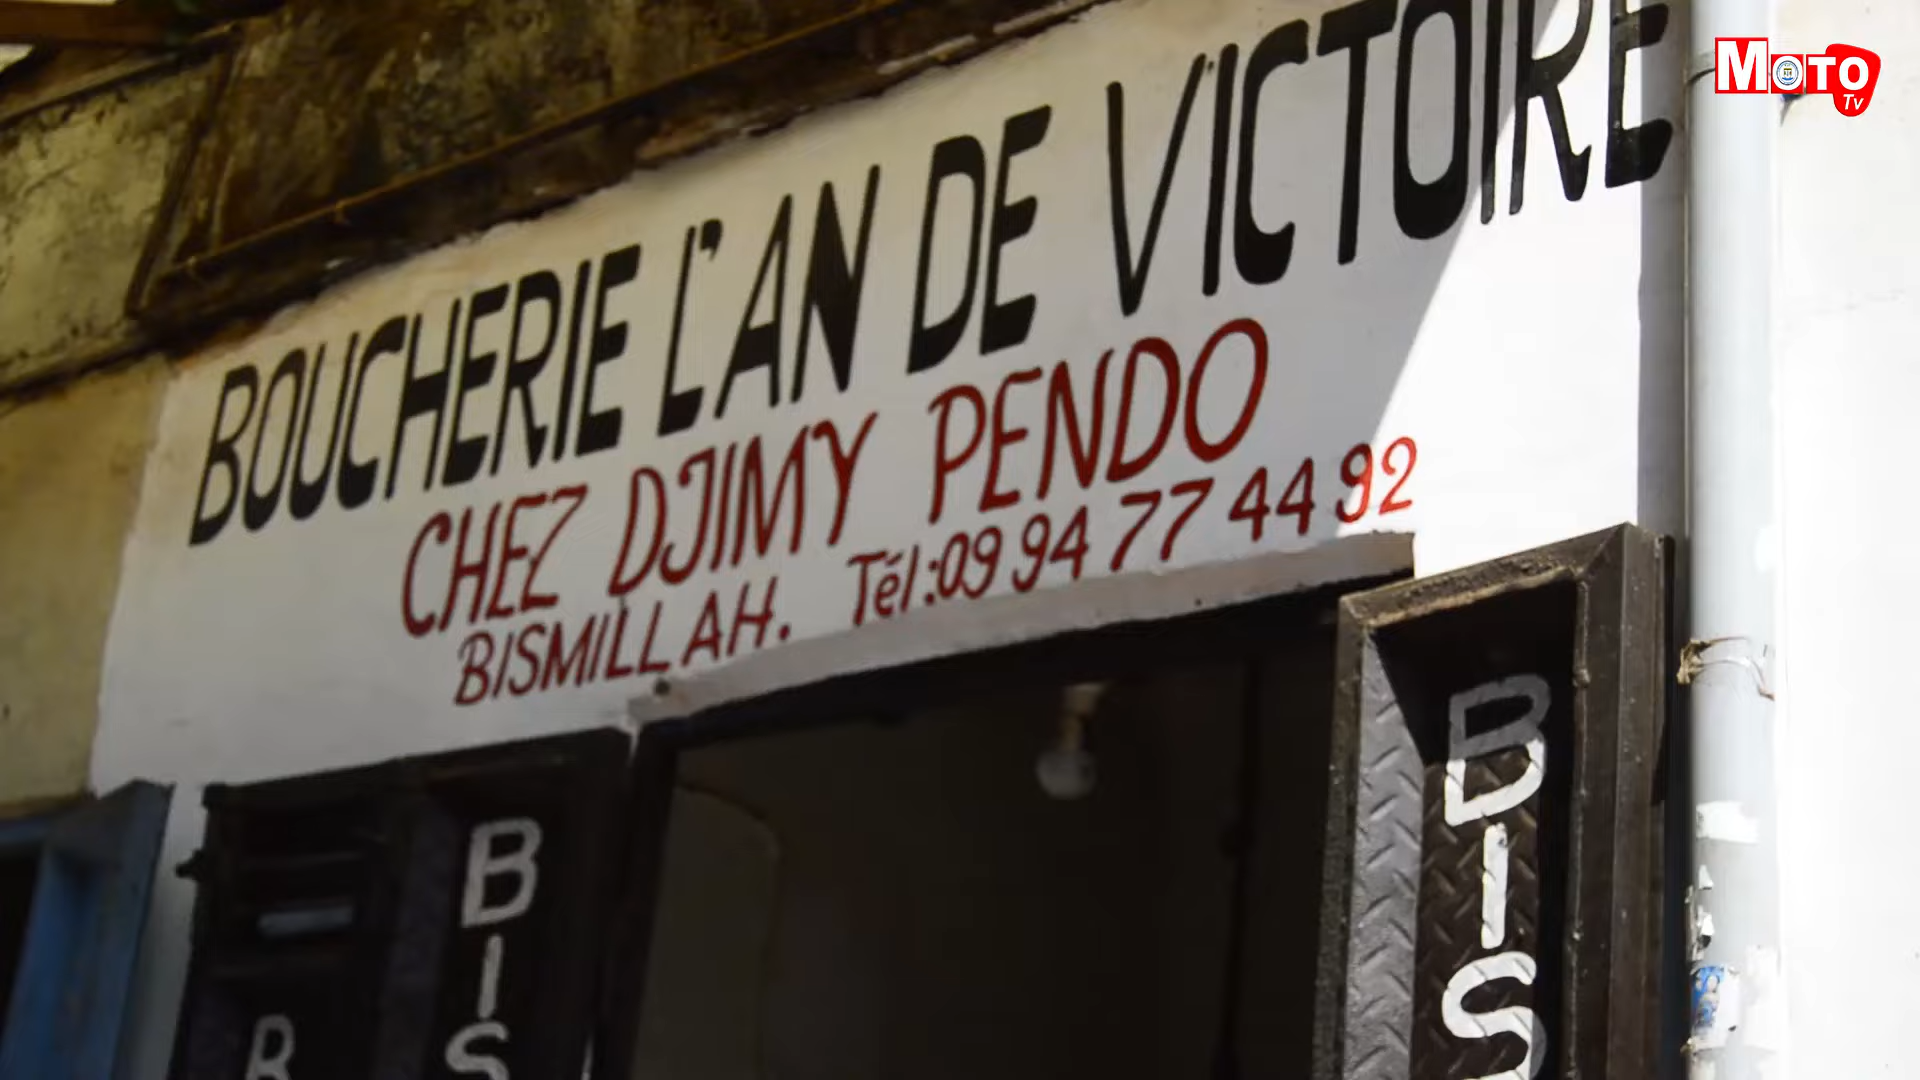 MOTO
Tv
BOUCHERIE L'AN DE VICTOIRE
CHEZ DJIMY PENDO
BISMILLAH. Tél:09 94 77 44 92
BIS
BIS
B